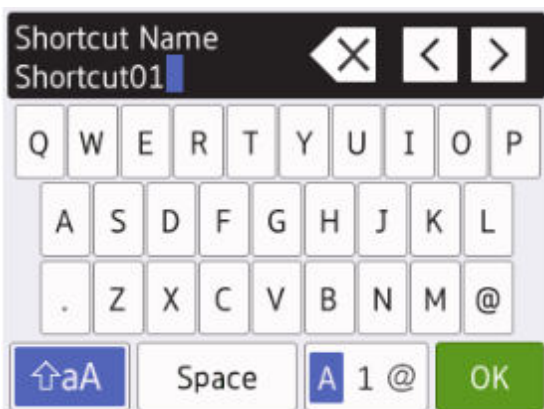 Shortcut Name
Shortcut01
Q W E R T Y U I O P
A S D F G H J K L
. Z X C V B N M @
aA Space A 1 @ OK